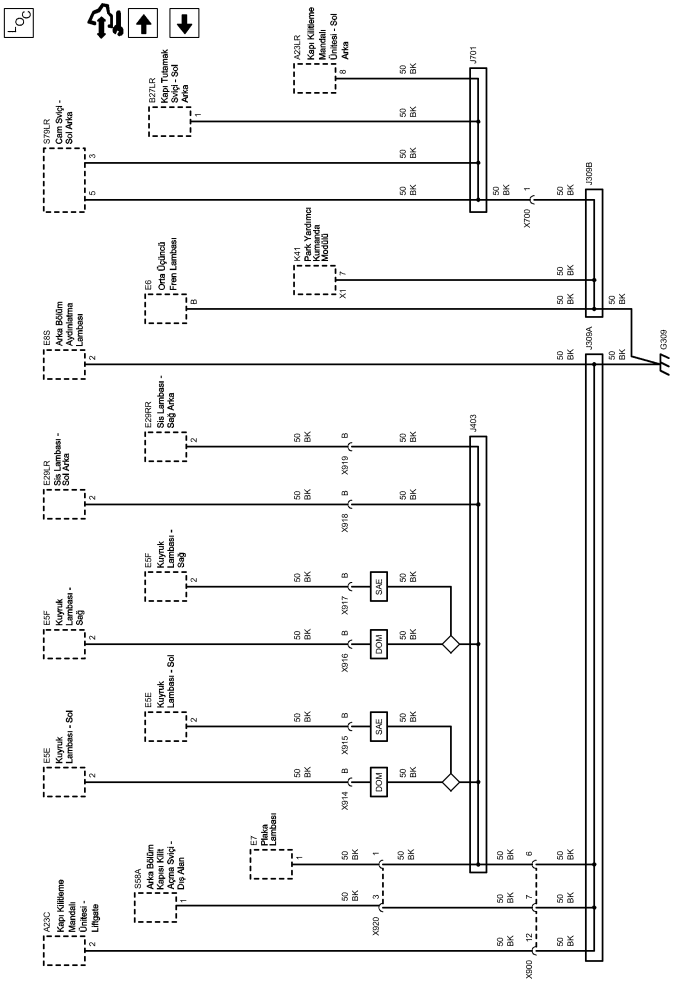 LOC
A23C
Kapı Kilitleme
Mandalı
Ünitesi -
Liftgate
2
S58A
Arka Bölüm
Kapısı Kilit
Açma Sviçi -
Dış Alan
1
E7
Plaka
Lambası
1
E5E
Kuyruk
Lambası - Sol
2
E5E
Kuyruk
Lambası - Sol
2
E5F
Kuyruk
Lambası -
Sağ
2
E5F
Kuyruk
Lambası -
Sağ
2
E29LR
Sis Lambası -
Sol Arka
2
E29RR
Sis Lambası -
Sağ Arka
2
E8S
Arka Bölüm
Aydınlatma
Lambası
2
E6
Orta Üçüncü
Fren Lambası
B
K41
Park Yardımcı
Kumanda
Modülü
7
X1
S79LR
Cam Sviçi -
Sol Arka
5
3
B27LR
Kapı Tutamak
Sviçi - Sol
Arka
1
A23LR
Kapı Kilitleme
Mandalı
Ünitesi - Sol
Arka
8
50 BK
50 BK
50 BK
50 BK
50 BK
50 BK
50 BK
50 BK
X920
3
1
X914
B
X915
B
X916
B
X917
B
X918
B
X919
B
DOM
SAE
DOM
SAE
50 BK
50 BK
50 BK
50 BK
50 BK
50 BK
50 BK
50 BK
50 BK
50 BK
50 BK
50 BK
50 BK
J403
J701
50 BK
50 BK
50 BK
50 BK
X900
12
7
6
X700
1
50 BK
50 BK
50 BK
50 BK
50 BK
50 BK
50 BK
J309A
J309B
50 BK
50 BK
G309